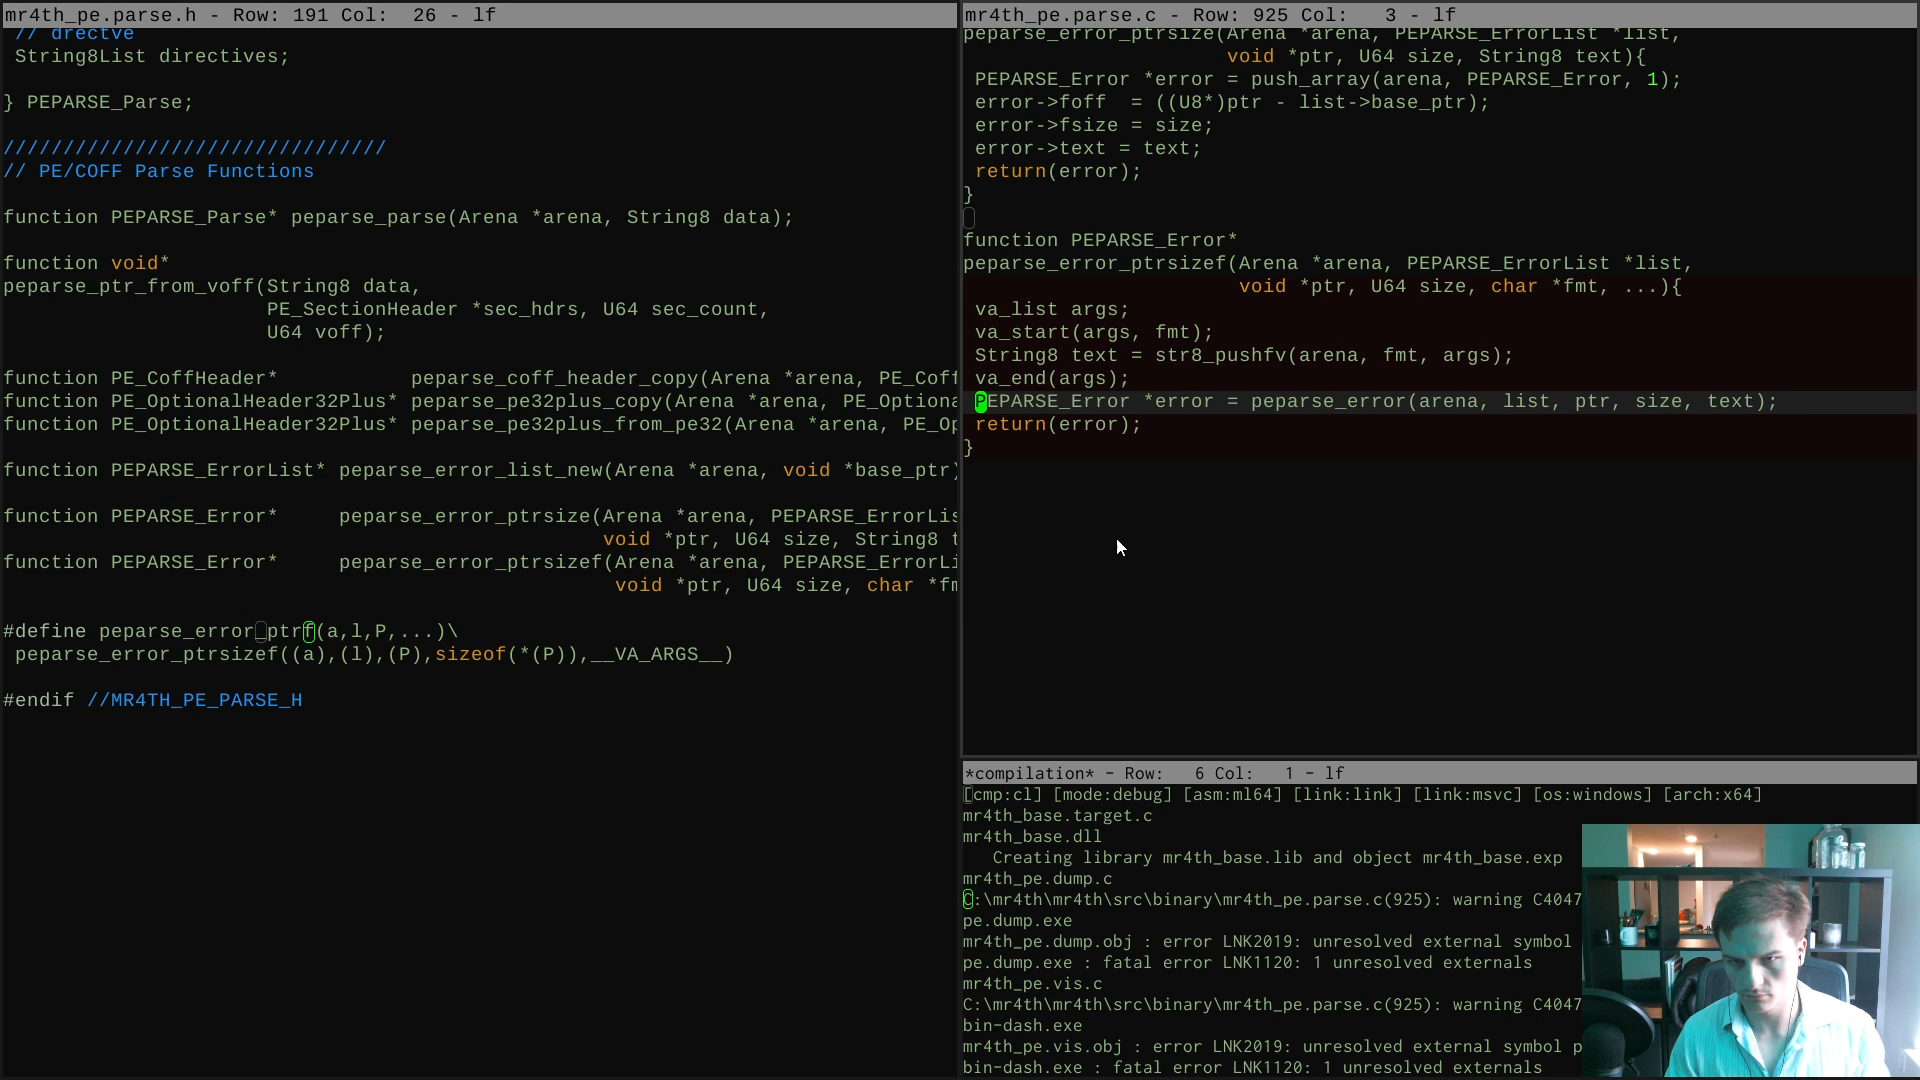 mr4th_pe.parse.h - Row: 191 Col:  26 - lf
// drectve
String8List directives;
} PEPARSE_Parse;
////////////////////////////////
// PE/COFF Parse Functions
function PEPARSE_Parse* peparse_parse(Arena *arena, String8 data);
function void*
peparse_ptr_from_voff(String8 data,
PE_SectionHeader *sec_hdrs, U64 sec_count,
U64 voff);
function PE_CoffHeader*           peparse_coff_header_copy(Arena *arena, PE_Coff
function PE_OptionalHeader32Plus* peparse_pe32plus_copy(Arena *arena, PE_Optiona
function PE_OptionalHeader32Plus* peparse_pe32plus_from_pe32(Arena *arena, PE_Op
function PEPARSE_ErrorList* peparse_error_list_new(Arena *arena, void *base_ptr)
function PEPARSE_Error*     peparse_error_ptrsize(Arena *arena, PEPARSE_ErrorLis
void *ptr, U64 size, String8 t
function PEPARSE_Error*     peparse_error_ptrsizef(Arena *arena, PEPARSE_ErrorLi
void *ptr, U64 size, char *fm
#define peparse_error_ptrf(a,l,P,...)\
peparse_error_ptrsizef((a),(l),(P),sizeof(*(P)),__VA_ARGS__)
#endif //MR4TH_PE_PARSE_H
mr4th_pe.parse.c - Row: 925 Col:   3 - lf
peparse_error_ptrsize(Arena *arena, PEPARSE_ErrorList *list,
void *ptr, U64 size, String8 text){
PEPARSE_Error *error = push_array(arena, PEPARSE_Error, 1);
error->foff  = ((U8*)ptr - list->base_ptr);
error->fsize = size;
error->text = text;
return(error);
}
function PEPARSE_Error*
peparse_error_ptrsizef(Arena *arena, PEPARSE_ErrorList *list,
void *ptr, U64 size, char *fmt, ...){
va_list args;
va_start(args, fmt);
String8 text = str8_pushfv(arena, fmt, args);
va_end(args);
PEPARSE_Error *error = peparse_error(arena, list, ptr, size, text);
return(error);
}
*compilation* - Row:   6 Col:   1 - lf
[cmp:cl] [mode:debug] [asm:ml64] [link:link] [link:msvc] [os:windows] [arch:x64]
mr4th_base.target.c
mr4th_base.dll
Creating library mr4th_base.lib and object mr4th_base.exp
mr4th_pe.dump.c
C:\mr4th\mr4th\src\binary\mr4th_pe.parse.c(925): warning C4047
pe.dump.exe
mr4th_pe.dump.obj : error LNK2019: unresolved external symbol
pe.dump.exe : fatal error LNK1120: 1 unresolved externals
mr4th_pe.vis.c
C:\mr4th\mr4th\src\binary\mr4th_pe.parse.c(925): warning C4047
bin-dash.exe
mr4th_pe.vis.obj : error LNK2019: unresolved external symbol p
bin-dash.exe : fatal error LNK1120: 1 unresolved externals